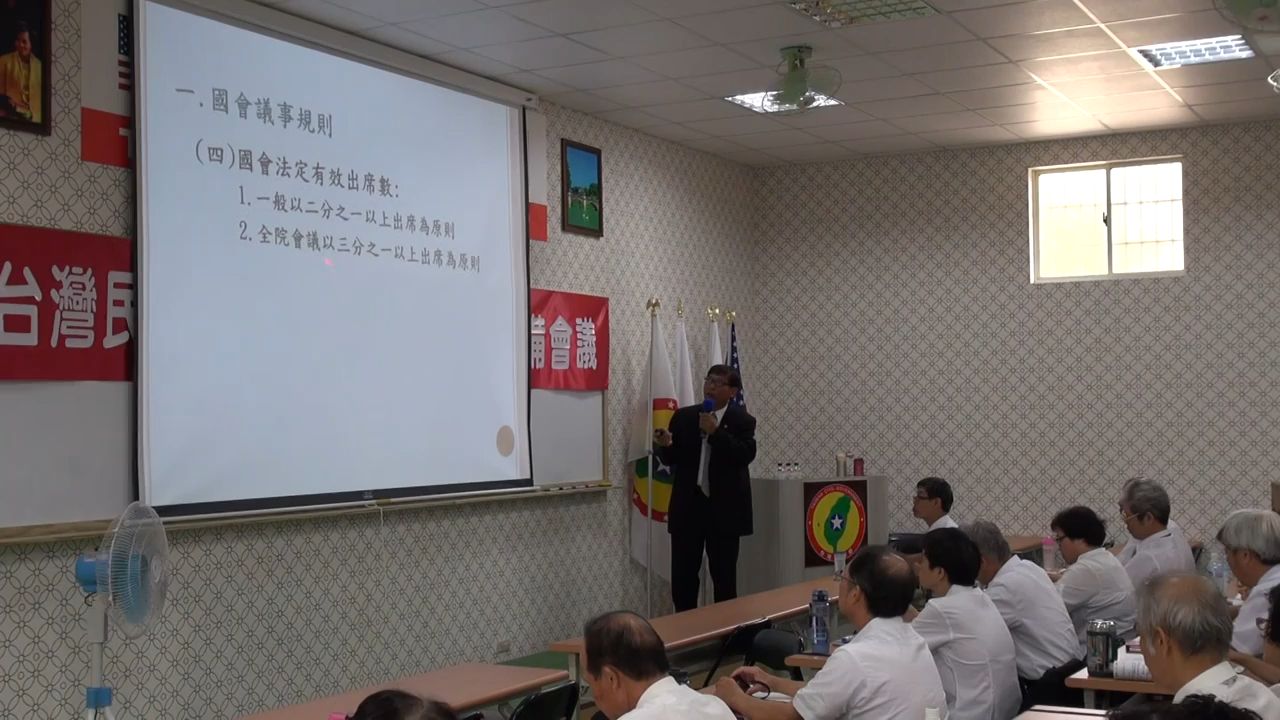 一.國會議事規則
(四)國會法定有效出席數:
1.一般以二分之一以上出席為原則
2.全院會議以三分之一以上出席為原則
台灣民
備會議